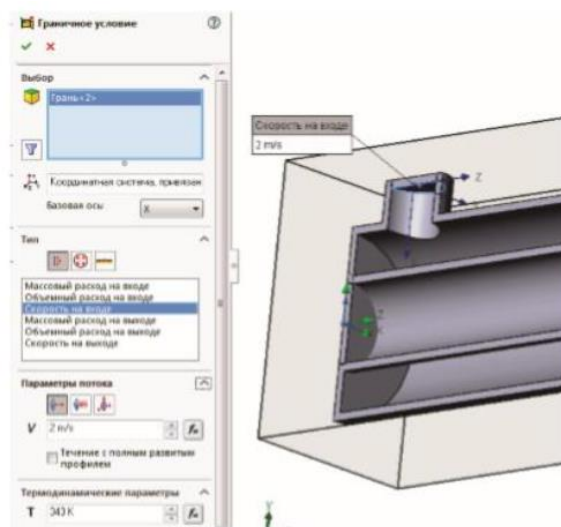 Граничное условие
Выбор
Грань<2>
Координатная система, привязан
Базовая ось:
X
Тип
Массовый расход на входе
Объемный расход на входе
Скорость на входе
Массовый расход на выходе
Объемный расход на выходе
Скорость на выходе
Параметры потока
V
2 m/s
Течение с полным развитым
профилем
Термодинамические параметры
T
343 K
Скорость на входе
2 m/s
Z
Y